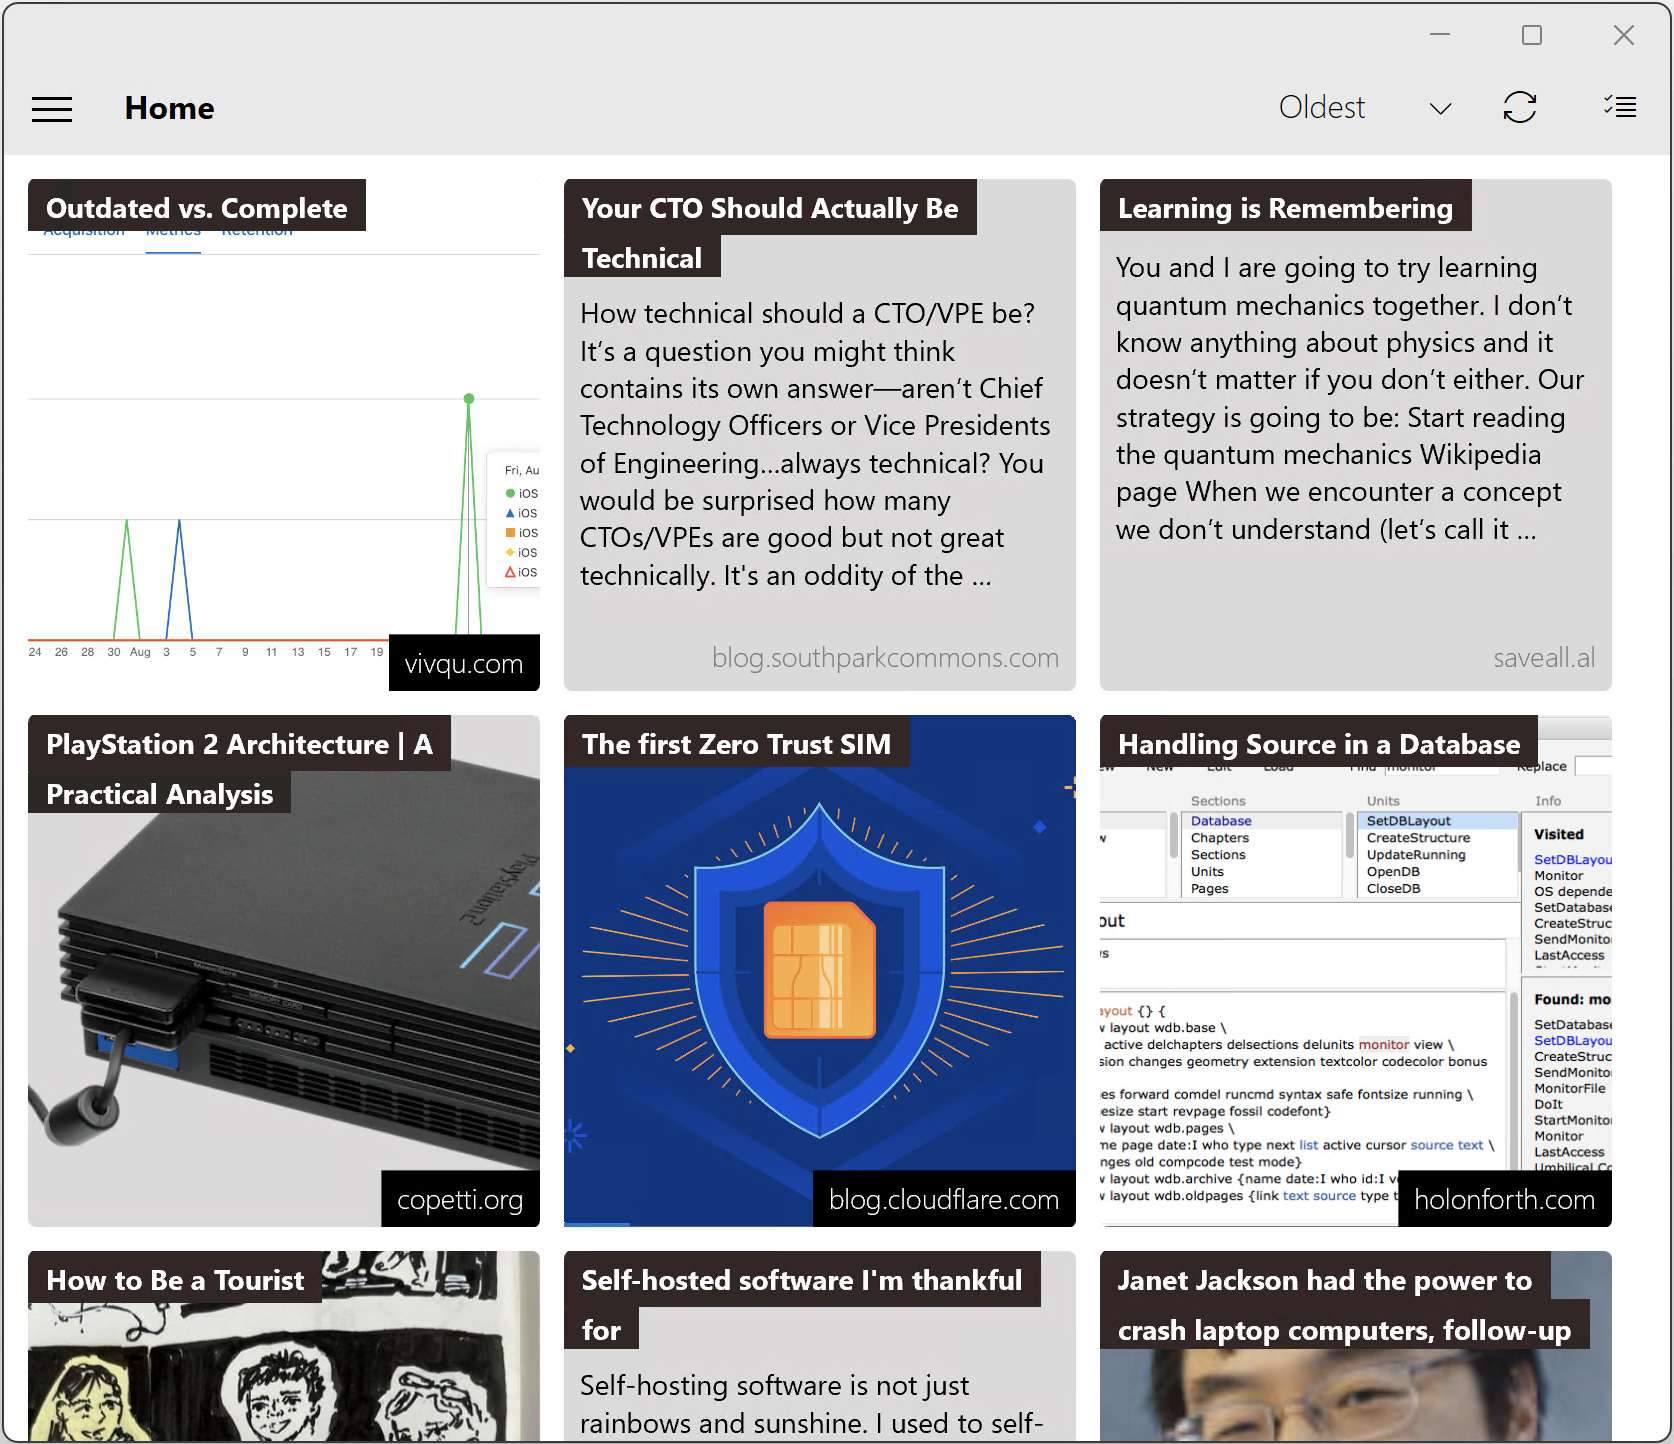 Home
Oldest
Outdated vs. Complete
Acquisition Metrics Retention
Fri, Au
iOS
iOS
iOS
iOS
iOS
24 26 28 30 Aug 3 5 7 9 11 13 15 17 19
vivqu.com
Your CTO Should Actually Be
Technical
How technical should a CTO/VPE be?
It’s a question you might think
contains its own answer—aren’t Chief
Technology Officers or Vice Presidents
of Engineering...always technical? You
would be surprised how many
CTOs/VPEs are good but not great
technically. It's an oddity of the ...
blog.southparkcommons.com
Learning is Remembering
You and I are going to try learning
quantum mechanics together. I don’t
know anything about physics and it
doesn’t matter if you don’t either. Our
strategy is going to be: Start reading
the quantum mechanics Wikipedia
page When we encounter a concept
we don’t understand (let’s call it ...
saveall.al
PlayStation 2 Architecture | A
Practical Analysis
PlayStation 2
copetti.org
The first Zero Trust SIM
blog.cloudflare.com
Handling Source in a Database
New Edit Load Find monitor Replace
Sections Units Info
Database
Chapters
Sections
Units
Pages
SetDBLayout
CreateStructure
UpdateRunning
OpenDB
CloseDB
Visited
SetDBLayou
Monitor
OS depende
SetDatabase
CreateStruc
SendMonito
LastAccess
out
ws
Found: mo
SetDatabase
SetDBLayou
CreateStruc
SendMonito
MonitorFile
DoIt
StartMonito
Monitor
LastAccess
Umbilical Co
ayout {} {
v layout wdb.base \
active delchapters delsections delunits monitor view \
sion changes geometry extension textcolor codecolor bonus
es forward comdel runcmd syntax safe fontsize running \
esize start revpage fossil codefont}
v layout wdb.pages \
me page date:I who type next list active cursor source text \
nges old compcode test mode}
v layout wdb.archive {name date:I who id:I v
v layout wdb.oldpages {link text source type t
holonforth.com
How to Be a Tourist
Self-hosted software I'm thankful
for
Self-hosting software is not just
rainbows and sunshine. I used to self-
Janet Jackson had the power to
crash laptop computers, follow-up